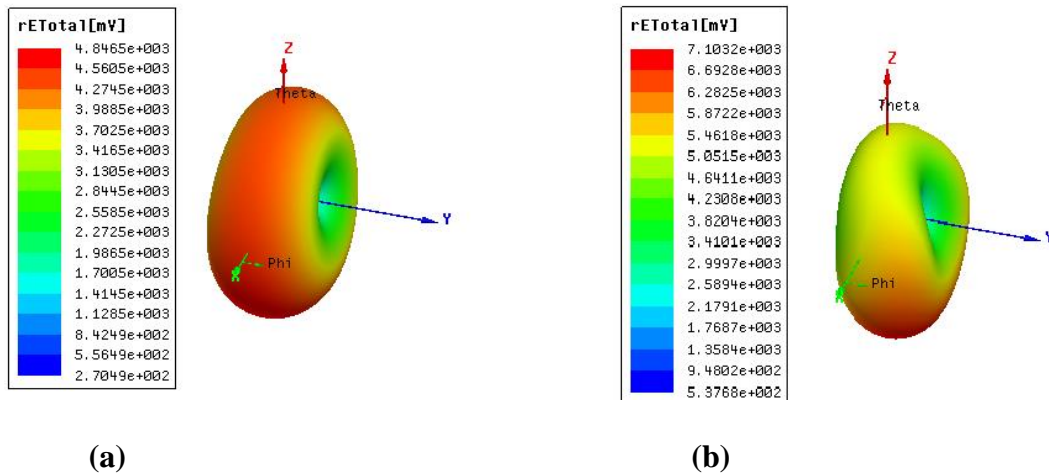 rETotal[mV]
4.8465e+003
4.5605e+003
4.2745e+003
3.9885e+003
3.7025e+003
3.4165e+003
3.1305e+003
2.8445e+003
2.5585e+003
2.2725e+003
1.9865e+003
1.7005e+003
1.4145e+003
1.1285e+003
8.4249e+002
5.5649e+002
2.7049e+002
Z
Theta
Y
Phi
X
rETotal[mV]
7.1032e+003
6.6928e+003
6.2825e+003
5.8722e+003
5.4618e+003
5.0515e+003
4.6411e+003
4.2308e+003
3.8204e+003
3.4101e+003
2.9997e+003
2.5894e+003
2.1791e+003
1.7687e+003
1.3584e+003
9.4802e+002
5.3768e+002
Z
Theta
Y
Phi
X
(a)
(b)